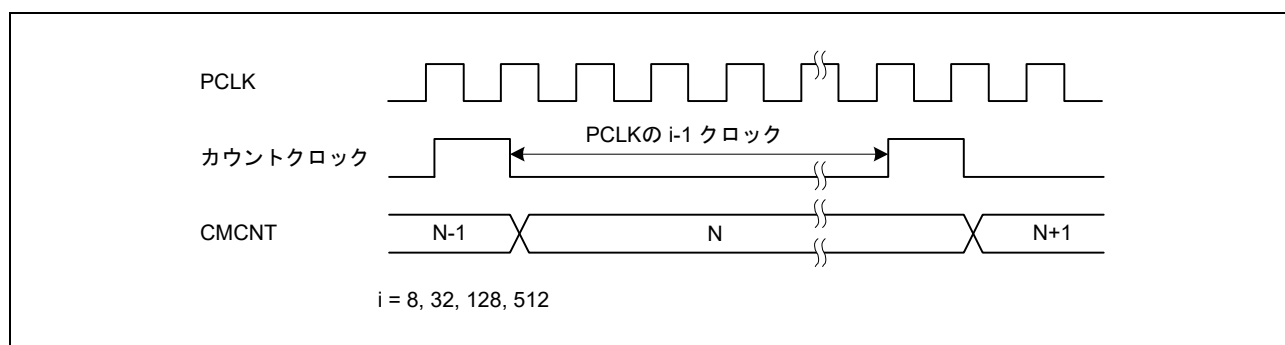 PCLK
PCLKの i-1 クロック
カウントクロック
CMCNT
N-1
N
N+1
i = 8, 32, 128, 512